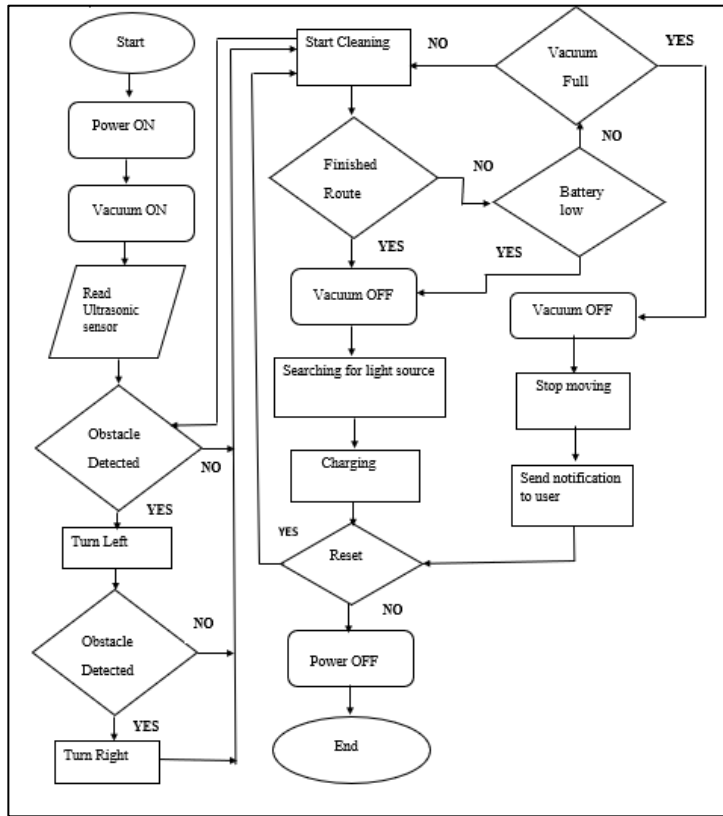 Start
Power ON
Vacuum ON
Read
Ultrasonic
sensor
Obstacle
Detected
NO
YES
Turn Left
Obstacle
Detected
NO
YES
Turn Right
Start Cleaning
NO
Vacuum
Full
YES
Finished
Route
NO
NO
Battery
low
YES
YES
Vacuum OFF
Searching for light source
Charging
YES
Reset
NO
Power OFF
End
Vacuum OFF
Stop moving
Send notification
to user